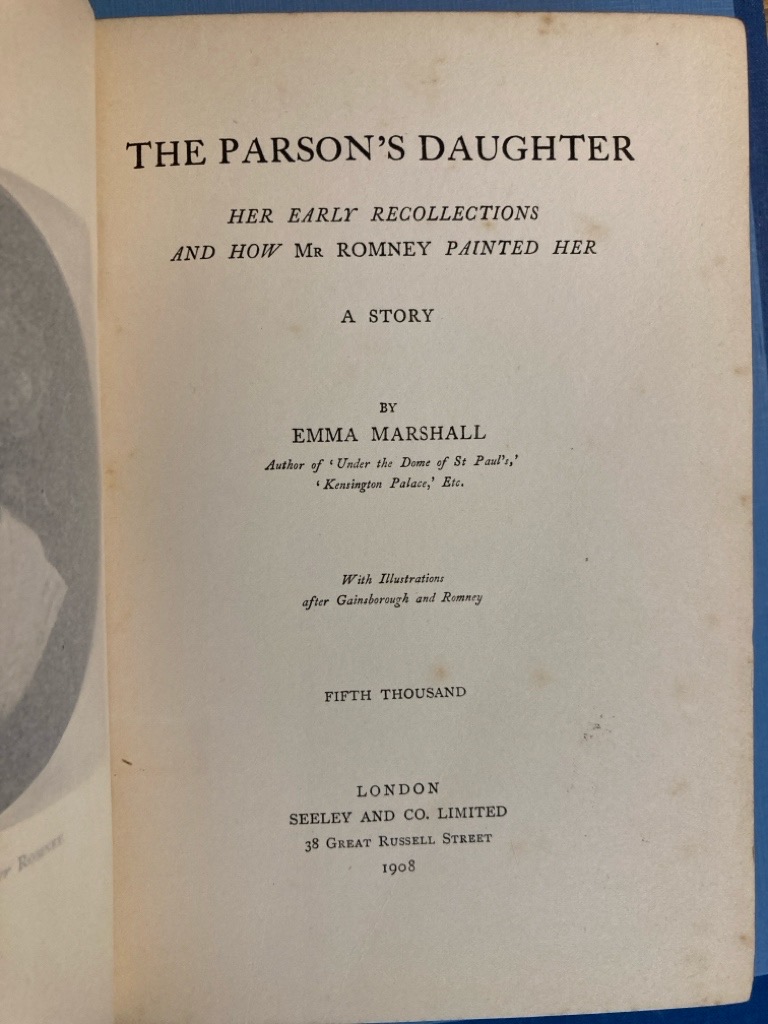 THE PARSON'S DAUGHTER
HER EARLY RECOLLECTIONS
AND HOW MR ROMNEY PAINTED HER
A STORY
BY
EMMA MARSHALL
Author of ‘Under the Dome of St Paul's,’
‘Kensington Palace,’ Etc.
With Illustrations
after Gainsborough and Romney
FIFTH THOUSAND
LONDON
SEELEY AND CO. LIMITED
38 GREAT RUSSELL STREET
1908
ROMNEY